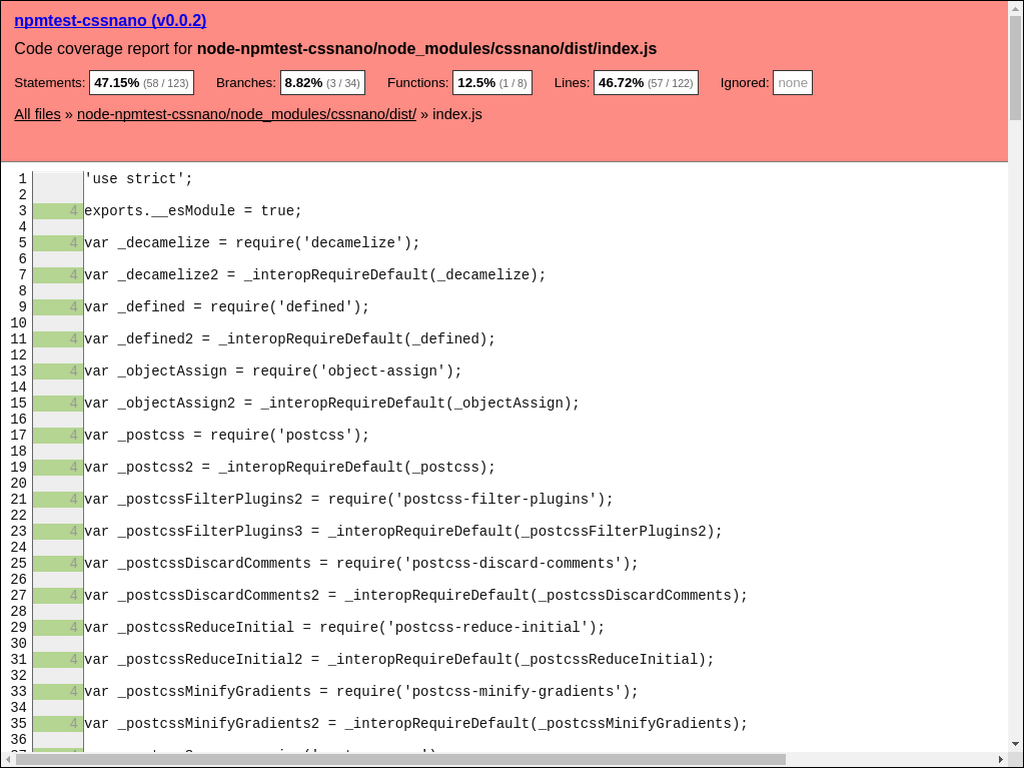 npmtest-cssnano (v0.0.2)
Code coverage report for node-npmtest-cssnano/node_modules/cssnano/dist/index.js
Statements: 47.15% (58 / 123) Branches: 8.82% (3 / 34) Functions: 12.5% (1 / 8) Lines: 46.72% (57 / 122) Ignored: none
All files » node-npmtest-cssnano/node_modules/cssnano/dist/ » index.js
1 'use strict';
2
3 4 exports.__esModule = true;
4
5 4 var _decamelize = require('decamelize');
6
7 4 var _decamelize2 = _interopRequireDefault(_decamelize);
8
9 4 var _defined = require('defined');
10
11 4 var _defined2 = _interopRequireDefault(_defined);
12
13 4 var _objectAssign = require('object-assign');
14
15 4 var _objectAssign2 = _interopRequireDefault(_objectAssign);
16
17 4 var _postcss = require('postcss');
18
19 4 var _postcss2 = _interopRequireDefault(_postcss);
20
21 4 var _postcssFilterPlugins2 = require('postcss-filter-plugins');
22
23 4 var _postcssFilterPlugins3 = _interopRequireDefault(_postcssFilterPlugins2);
24
25 4 var _postcssDiscardComments = require('postcss-discard-comments');
26
27 4 var _postcssDiscardComments2 = _interopRequireDefault(_postcssDiscardComments);
28
29 4 var _postcssReduceInitial = require('postcss-reduce-initial');
30
31 4 var _postcssReduceInitial2 = _interopRequireDefault(_postcssReduceInitial);
32
33 4 var _postcssMinifyGradients = require('postcss-minify-gradients');
34
35 4 var _postcssMinifyGradients2 = _interopRequireDefault(_postcssMinifyGradients);
36